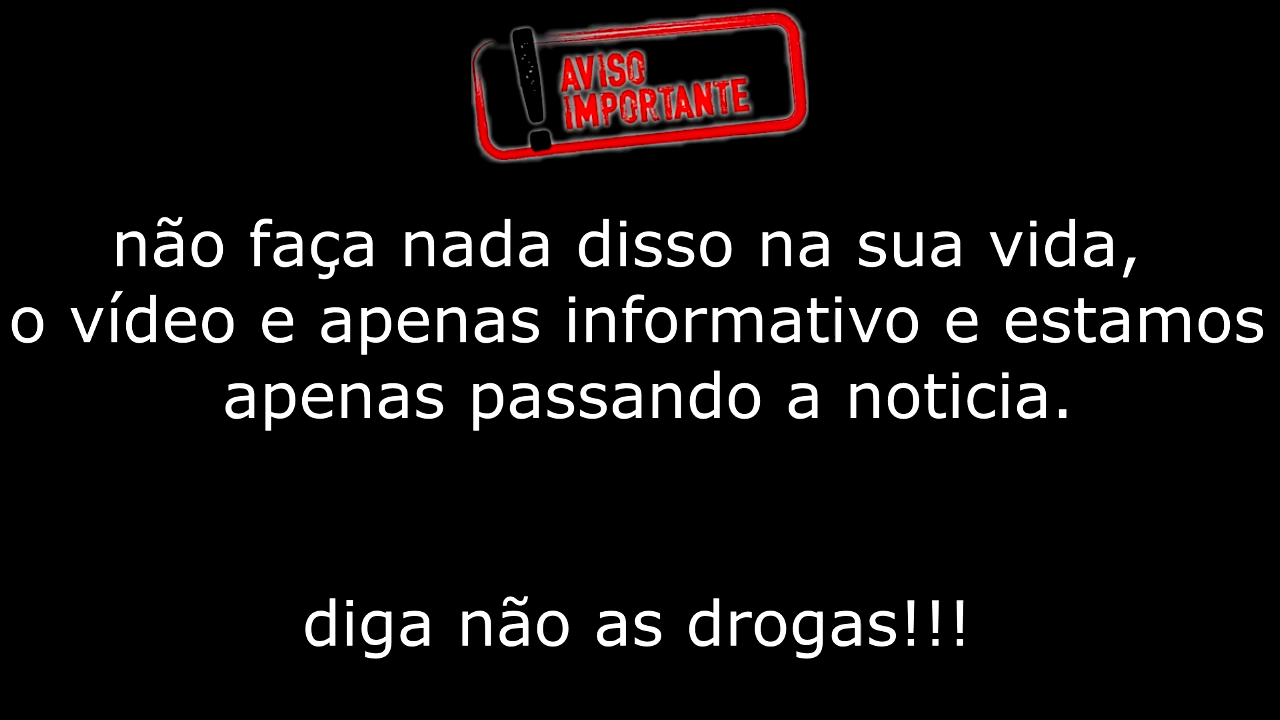 AVISO
IMPORTANTE
não faça nada disso na sua vida,
o vídeo e apenas informativo e estamos
apenas passando a noticia.
diga não as drogas!!!